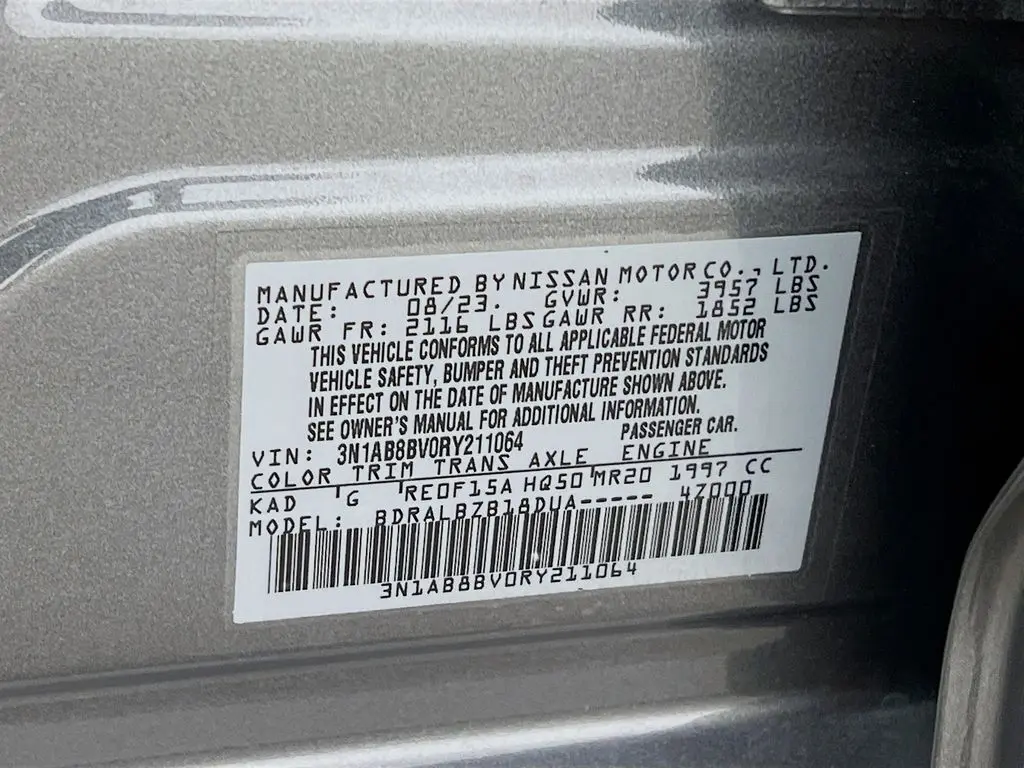 MANUFACTURED BY NISSAN MOTOR CO., LTD.
DATE: 08/23. GVWR: 3957 LBS
GAWR FR: 2116 LBS GAWR RR: 1852 LBS
THIS VEHICLE CONFORMS TO ALL APPLICABLE FEDERAL MOTOR
VEHICLE SAFETY, BUMPER AND THEFT PREVENTION STANDARDS
IN EFFECT ON THE DATE OF MANUFACTURE SHOWN ABOVE.
SEE OWNER'S MANUAL FOR ADDITIONAL INFORMATION.
VIN: 3N1AB8BV0RY211064 PASSENGER CAR.
COLOR TRIM TRANS AXLE ENGINE
KAD G RE0F15A HQ50 MR20 1997 CC
MODEL: BDRALBZB18DUA----- 47000
3N1AB8BV0RY211064